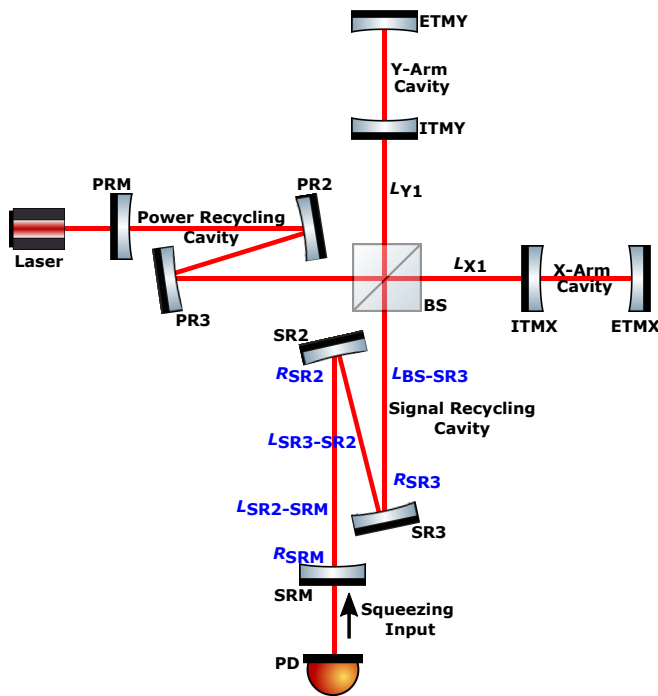 ETMY
Y-Arm
Cavity
ITMY
PRM
PR2
LY1
Power Recycling
Cavity
Laser
LX1
X-Arm
Cavity
PR3
BS
ITMX
ETMX
SR2
RSR2
LBS-SR3
Signal Recycling
Cavity
LSR3-SR2
RSR3
LSR2-SRM
SR3
RSRM
SRM
Squeezing
Input
PD